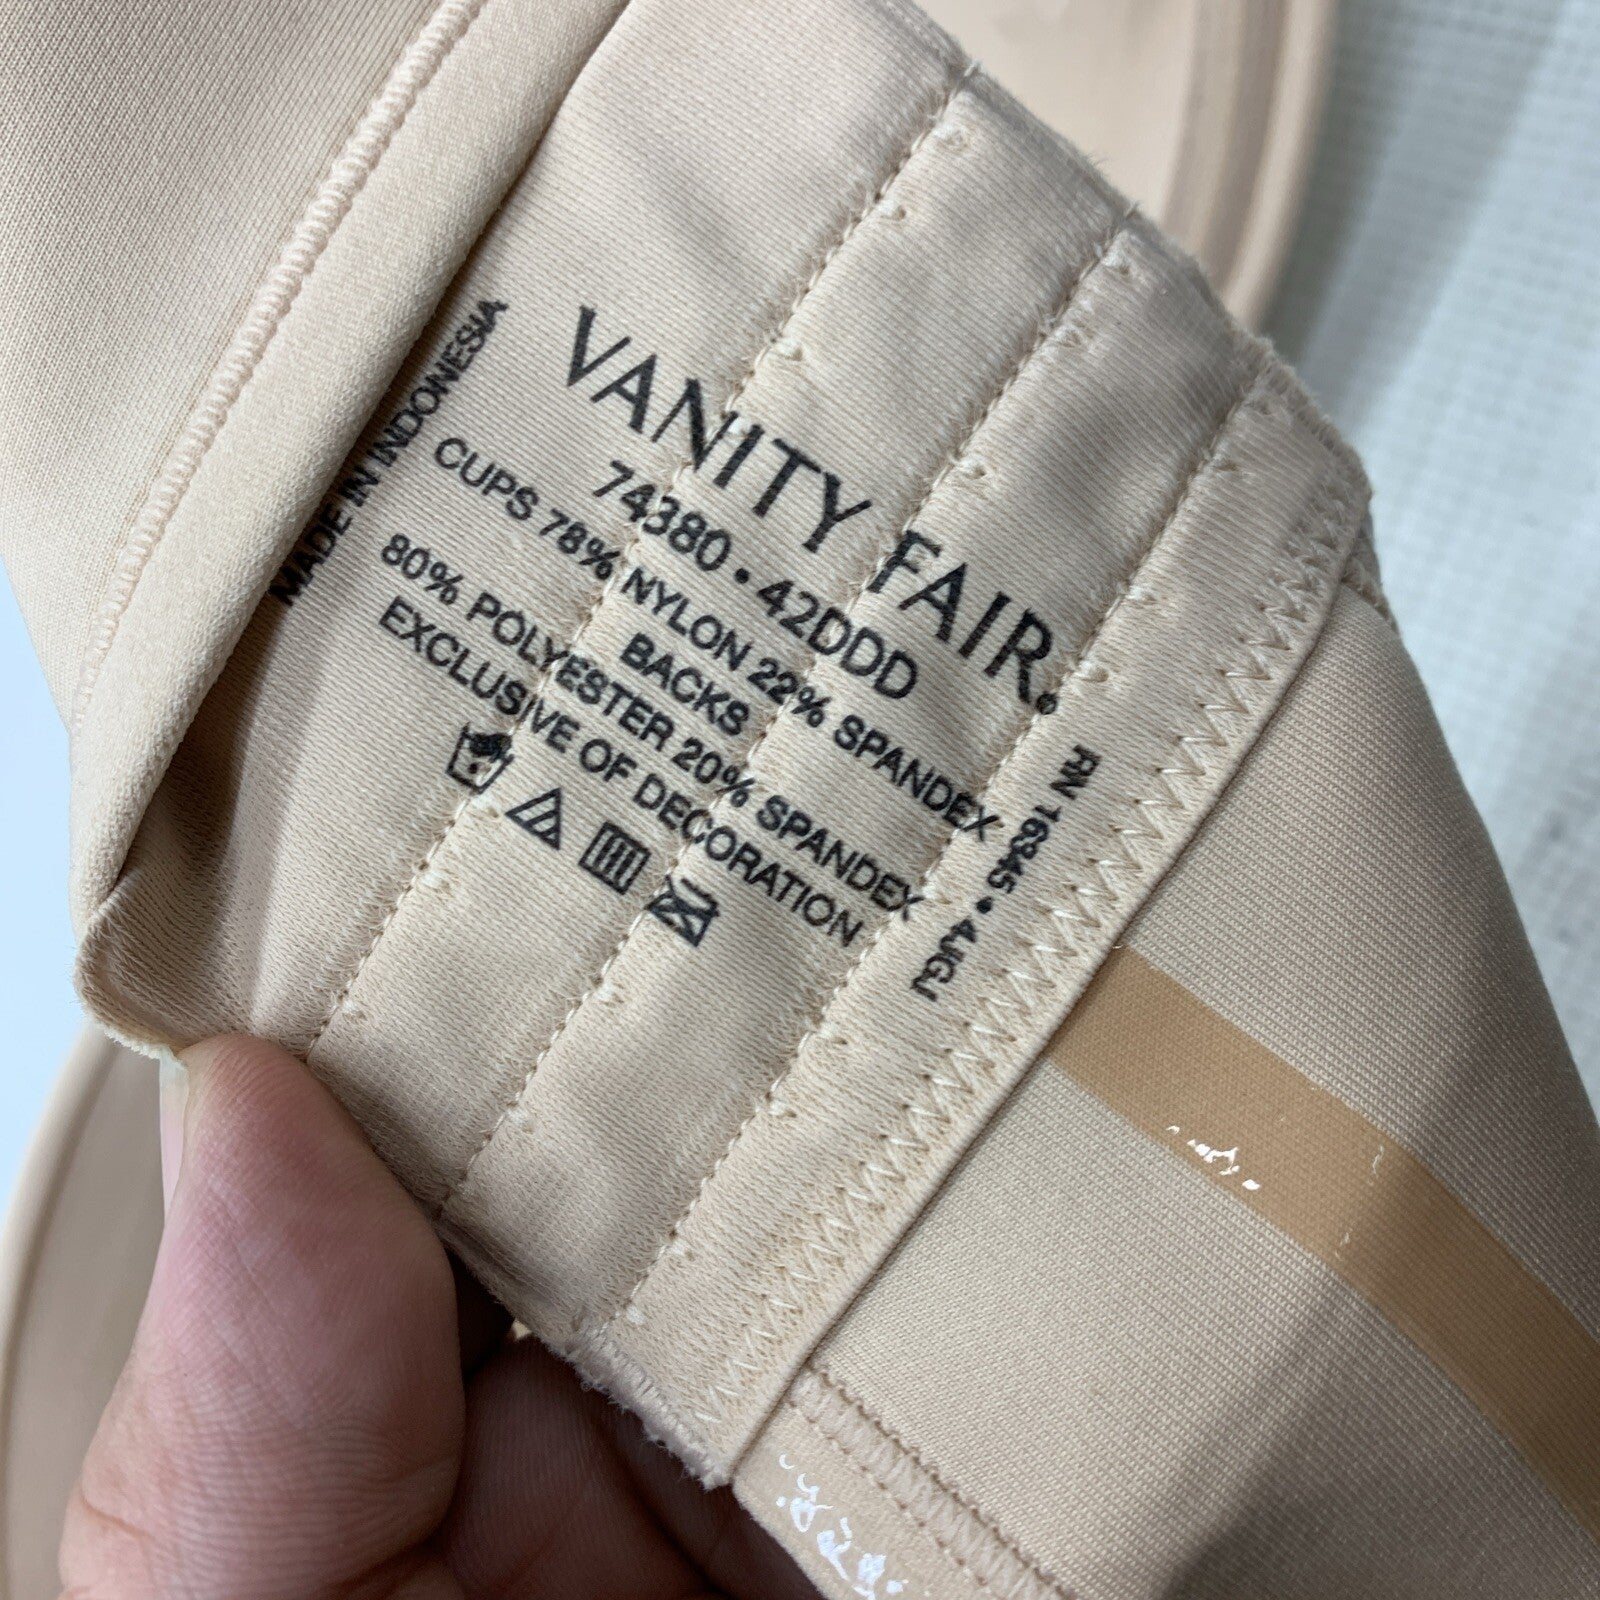 VANITY FAIR®
74380 • 42DDD
CUPS 78% NYLON 22% SPANDEX
BACKS
80% POLYESTER 20% SPANDEX
EXCLUSIVE OF DECORATION
MADE IN INDONESIA
RN 16345 • AJGJ